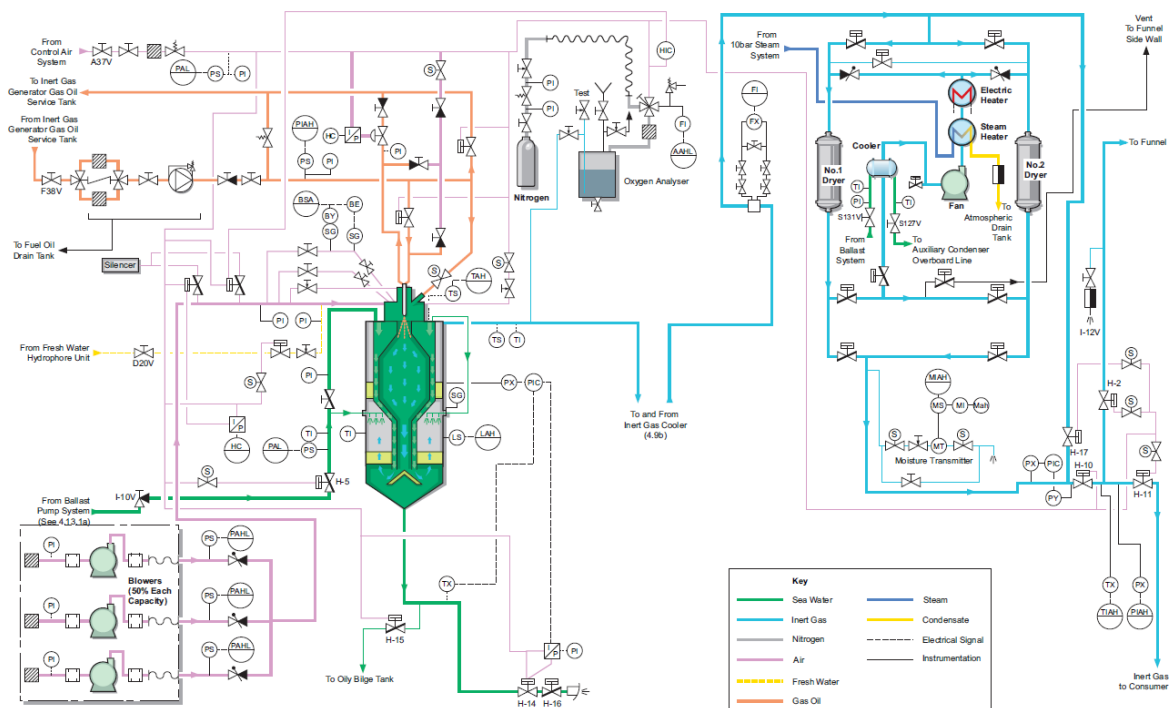 From
Control Air
System
A37V
PAL
PS
PI
To Inert Gas
Generator Gas Oil
Service Tank
From Inert Gas
Generator Gas Oil
Service Tank
F38V
To Fuel Oil
Drain Tank
Silencer
PIAH
PS
PI
HC
I
P
PI
S
BSA
BY
SG
BE
SG
S
TS
TAH
S
Nitrogen
PI
PI
Test
HIC
FI
AAHL
Oxygen Analyser
FI
FX
From
10bar Steam
System
Electric
Heater
Steam
Heater
Cooler
No.1
Dryer
No.2
Dryer
Fan
TI
PI
S131V
TI
S127V
From
Ballast
System
To
Auxiliary Condenser
Overboard Line
To
Atmospheric
Drain Tank
Vent
To Funnel
Side Wall
To Funnel
I-12V
PI
PI
From Fresh Water
Hydrophore Unit
D20V
S
I
P
HC
PI
TI
PAL
PS
TI
S
H-5
TS
TI
PX
PIC
SG
LS
LAH
To and From
Inert Gas Cooler
(4.9b)
MIAH
MS
MI
Mah
S
MT
S
Moisture Transmitter
H-2
S
S
S
H-17
H-10
H-11
PX
PIC
PY
From Ballast
Pump System
(See 4.13.1a)
I-10V
PI
PS
PAHL
Blowers
(50% Each
Capacity)
PI
PS
PAHL
PI
PS
PAHL
TX
H-15
To Oily Bilge Tank
I
P
PI
H-14
H-16
TX
PX
TIAH
PIAH
Inert Gas
to Consumer
Key
Sea Water
Inert Gas
Nitrogen
Air
Fresh Water
Gas Oil
Steam
Condensate
Electrical Signal
Instrumentation